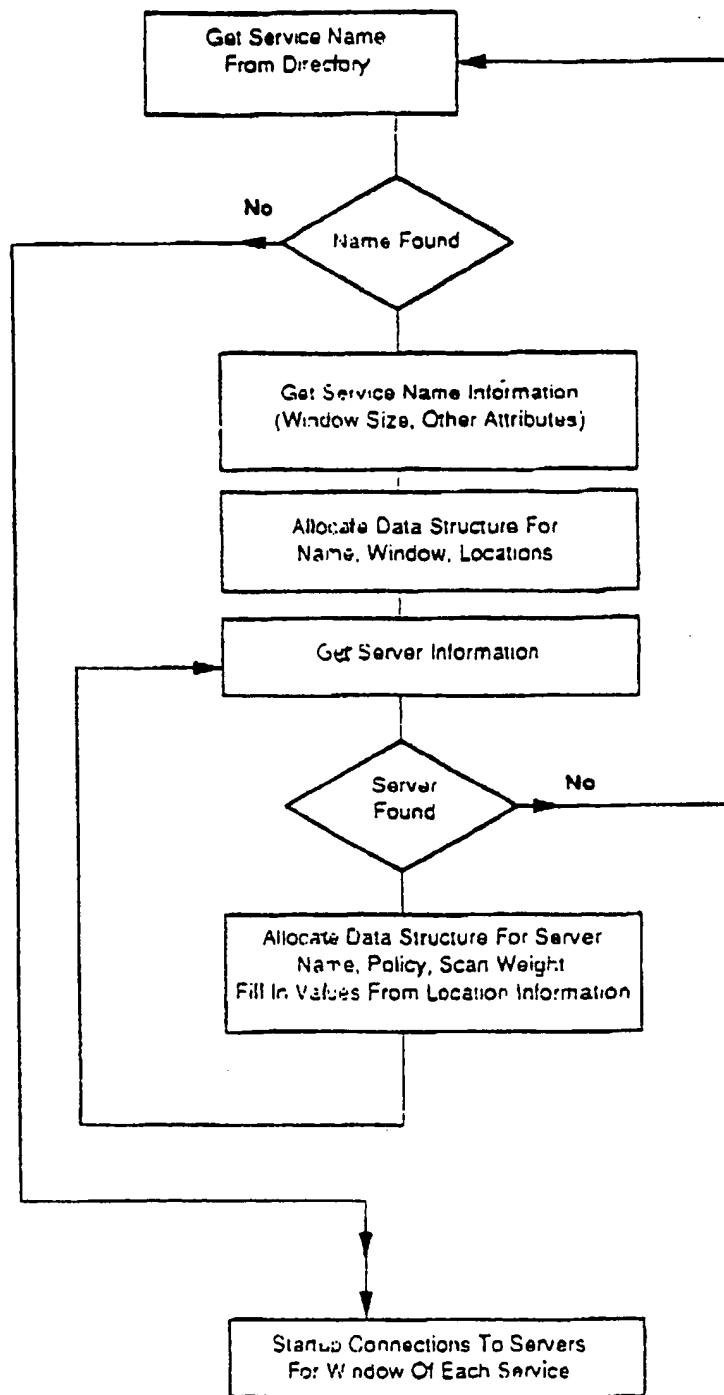 Get Service Name
From Directory
No
Name Found
Get Service Name Information
(Window Size, Other Attributes)
Allocate Data Structure For
Name, Window, Locations
Get Server Information
Server
Found
No
Allocate Data Structure For Server
Name, Policy, Scan Weight
Fill In Values From Location Information
Startup Connections To Servers
For Window Of Each Service